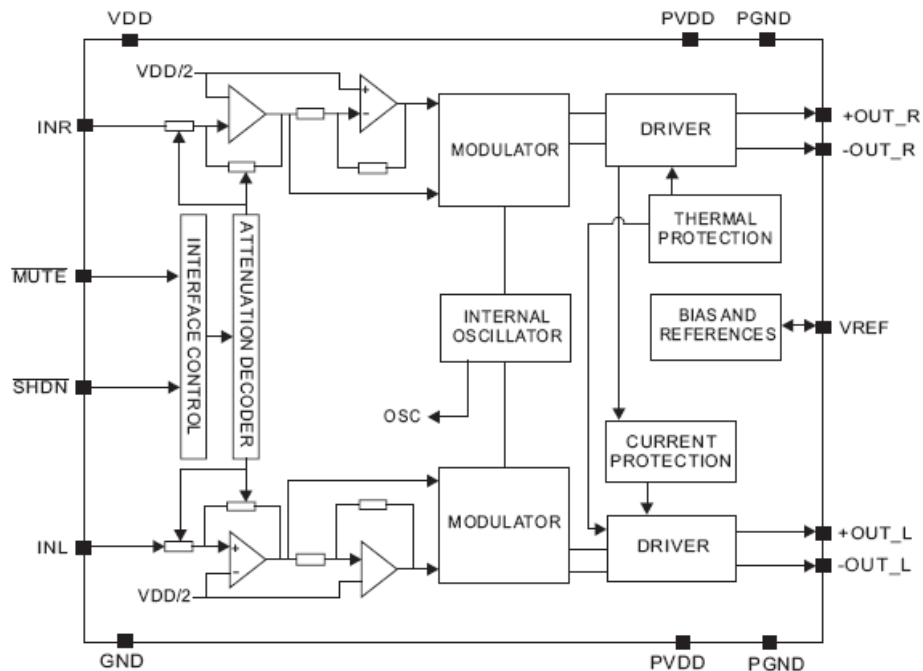 VDD
PVDD
PGND
VDD/2
+
−
INR
MODULATOR
DRIVER
+OUT_R
-OUT_R
THERMAL
PROTECTION
MUTE
INTERFACE CONTROL
ATTENUATION DECODER
INTERNAL
OSCILLATOR
BIAS AND
REFERENCES
VREF
SHDN
OSC
CURRENT
PROTECTION
MODULATOR
INL
+
−
DRIVER
+OUT_L
-OUT_L
VDD/2
GND
PVDD
PGND